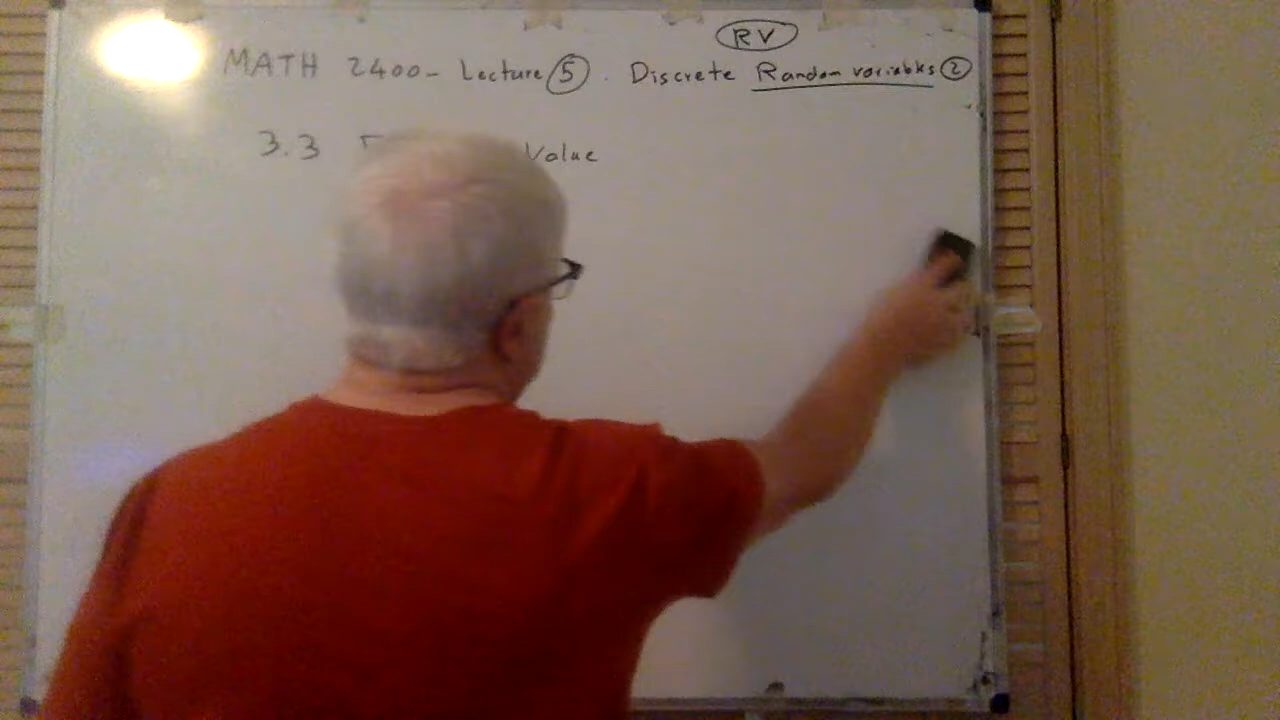 RV
MATH 2400- Lecture 5. Discrete Random variables 2
3.3 Value